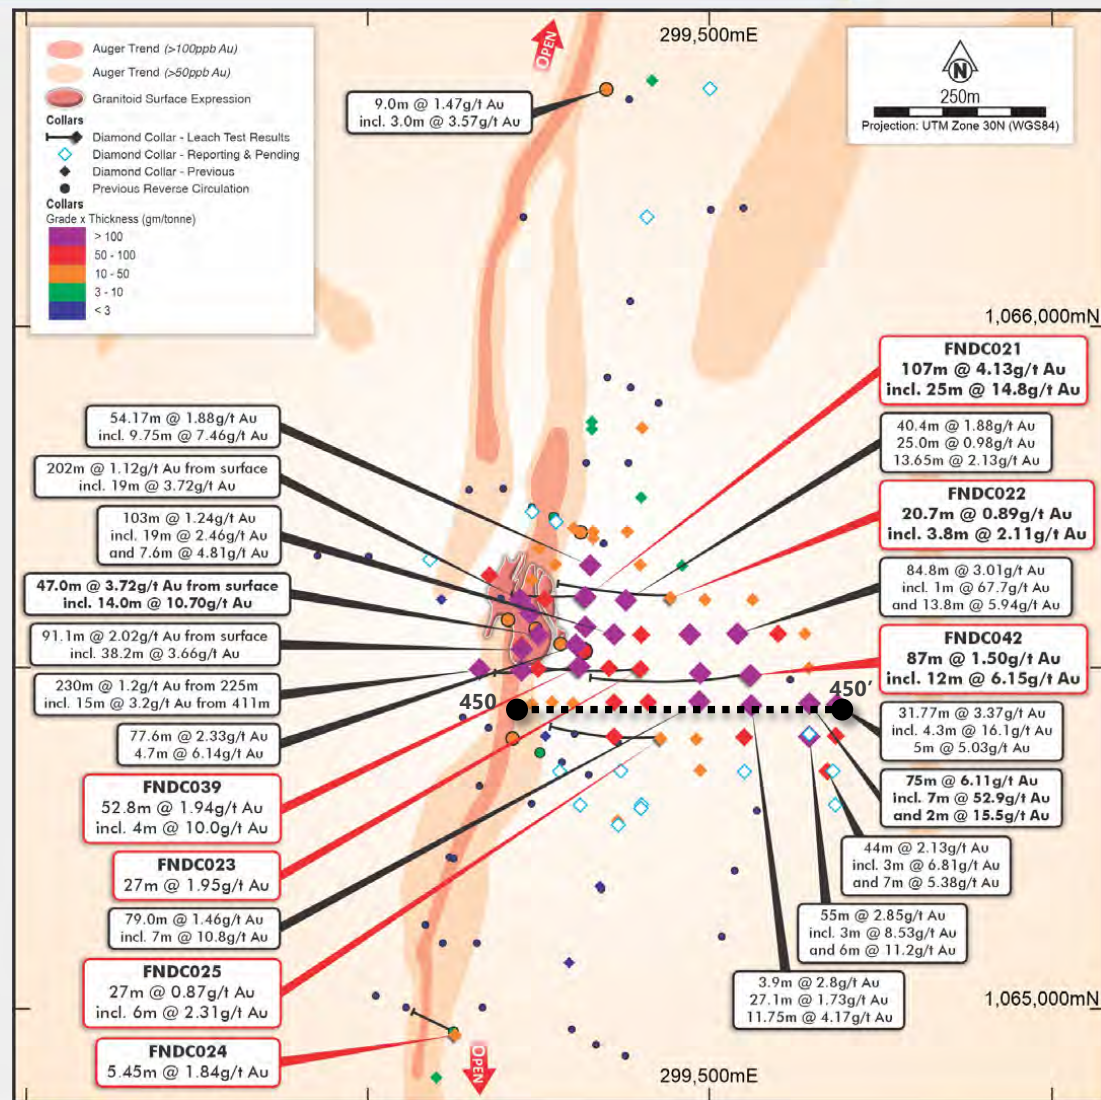 OPEN
299,500mE
Auger Trend (>100ppb Au)
Auger Trend (>50ppb Au)
Granitoid Surface Expression
Collars
Diamond Collar - Leach Test Results
Diamond Collar - Reporting & Pending
Diamond Collar - Previous
Previous Reverse Circulation
Collars
Grade x Thickness (gm/tonne)
> 100
50 - 100
10 - 50
3 - 10
< 3
N
250m
Projection: UTM Zone 30N (WGS84)
9.0m @ 1.47g/t Au
incl. 3.0m @ 3.57g/t Au
1,066,000mN
54.17m @ 1.88g/t Au
incl. 9.75m @ 7.46g/t Au
202m @ 1.12g/t Au from surface
incl. 19m @ 3.72g/t Au
103m @ 1.24g/t Au
incl. 19m @ 2.46g/t Au
and 7.6m @ 4.81g/t Au
47.0m @ 3.72g/t Au from surface
incl. 14.0m @ 10.70g/t Au
91.1m @ 2.02g/t Au from surface
incl. 38.2m @ 3.66g/t Au
230m @ 1.2g/t Au from 225m
incl. 15m @ 3.2g/t Au from 411m
77.6m @ 2.33g/t Au
4.7m @ 6.14g/t Au
FNDC039
52.8m @ 1.94g/t Au
incl. 4m @ 10.0g/t Au
FNDC023
27m @ 1.95g/t Au
79.0m @ 1.46g/t Au
incl. 7m @ 10.8g/t Au
FNDC025
27m @ 0.87g/t Au
incl. 6m @ 2.31g/t Au
FNDC024
5.45m @ 1.84g/t Au
450
450’
FNDC021
107m @ 4.13g/t Au
incl. 25m @ 14.8g/t Au
40.4m @ 1.88g/t Au
25.0m @ 0.98g/t Au
13.65m @ 2.13g/t Au
FNDC022
20.7m @ 0.89g/t Au
incl. 3.8m @ 2.11g/t Au
84.8m @ 3.01g/t Au
incl. 1m @ 67.7g/t Au
and 13.8m @ 5.94g/t Au
FNDC042
87m @ 1.50g/t Au
incl. 12m @ 6.15g/t Au
31.77m @ 3.37g/t Au
incl. 4.3m @ 16.1g/t Au
5m @ 5.03g/t Au
75m @ 6.11g/t Au
incl. 7m @ 52.9g/t Au
and 2m @ 15.5g/t Au
44m @ 2.13g/t Au
incl. 3m @ 6.81g/t Au
and 7m @ 5.38g/t Au
55m @ 2.85g/t Au
incl. 3m @ 8.53g/t Au
and 6m @ 11.2g/t Au
3.9m @ 2.8g/t Au
27.1m @ 1.73g/t Au
11.75m @ 4.17g/t Au
1,065,000mN
OPEN
299,500mE